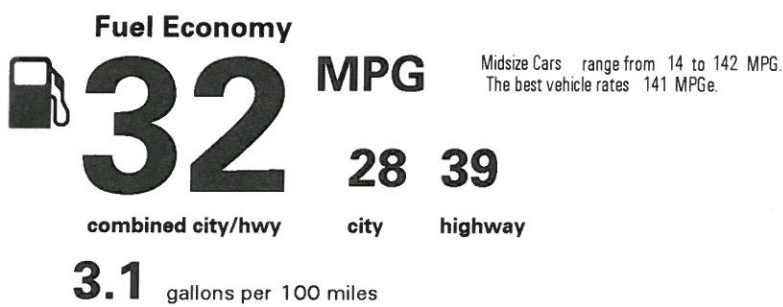 Fuel Economy
32 MPG
Midsize Cars range from 14 to 142 MPG.
The best vehicle rates 141 MPGe.
28 39
combined city/hwy city highway
3.1 gallons per 100 miles